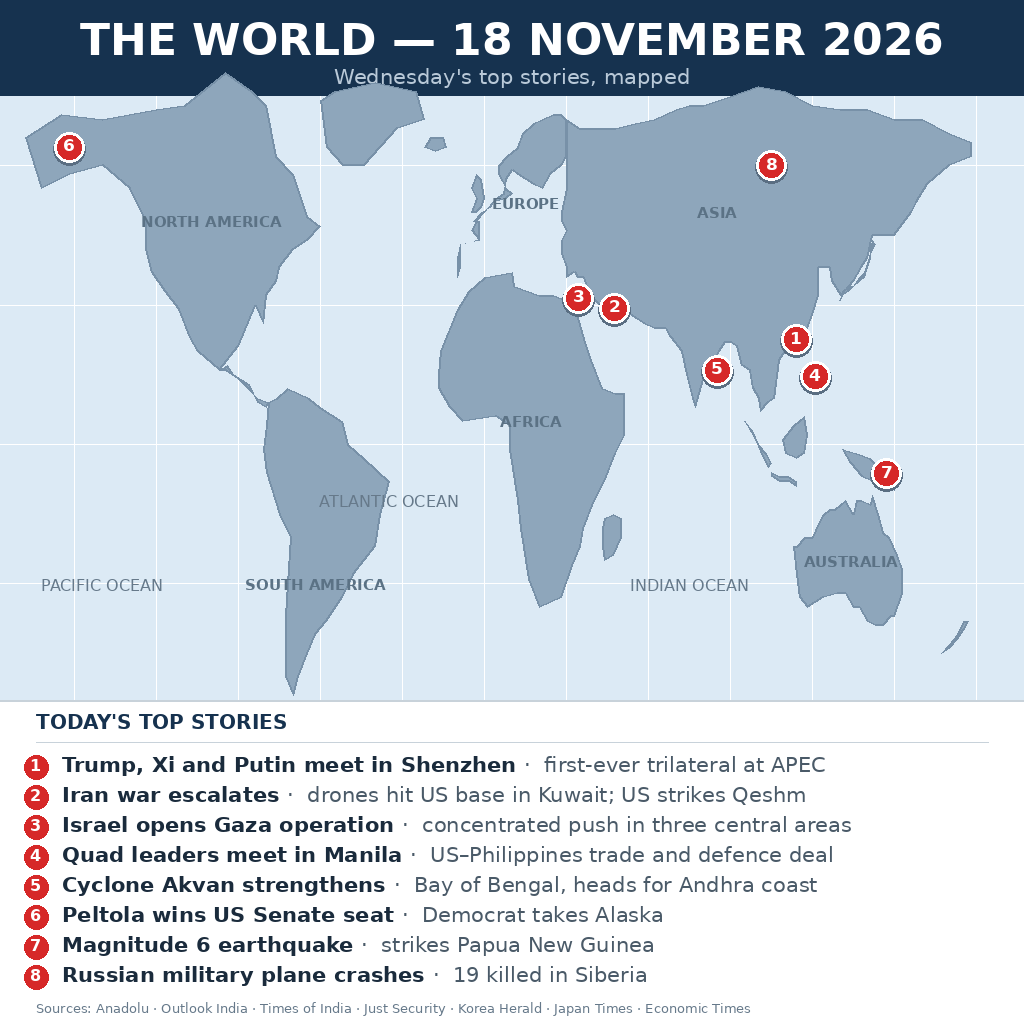 THE WORLD — 18 NOVEMBER 2026
Wednesday's top stories, mapped
6
8
EUROPE
ASIA
NORTH AMERICA
3
2
1
5
4
AFRICA
7
ATLANTIC OCEAN
AUSTRALIA
PACIFIC OCEAN
SOUTH AMERICA
INDIAN OCEAN
TODAY'S TOP STORIES
1 Trump, Xi and Putin meet in Shenzhen · first-ever trilateral at APEC
2 Iran war escalates · drones hit US base in Kuwait; US strikes Qeshm
3 Israel opens Gaza operation · concentrated push in three central areas
4 Quad leaders meet in Manila · US–Philippines trade and defence deal
5 Cyclone Akvan strengthens · Bay of Bengal, heads for Andhra coast
6 Peltola wins US Senate seat · Democrat takes Alaska
7 Magnitude 6 earthquake · strikes Papua New Guinea
8 Russian military plane crashes · 19 killed in Siberia
Sources: Anadolu · Outlook India · Times of India · Just Security · Korea Herald · Japan Times · Economic Times